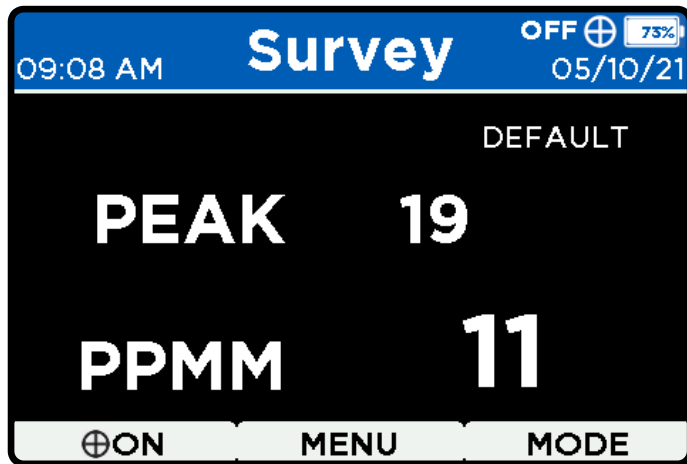 OFF ⊕ 73%
Survey
09:08 AM
05/10/21
DEFAULT
PEAK 19
PPMM 11
⊕ON MENU MODE